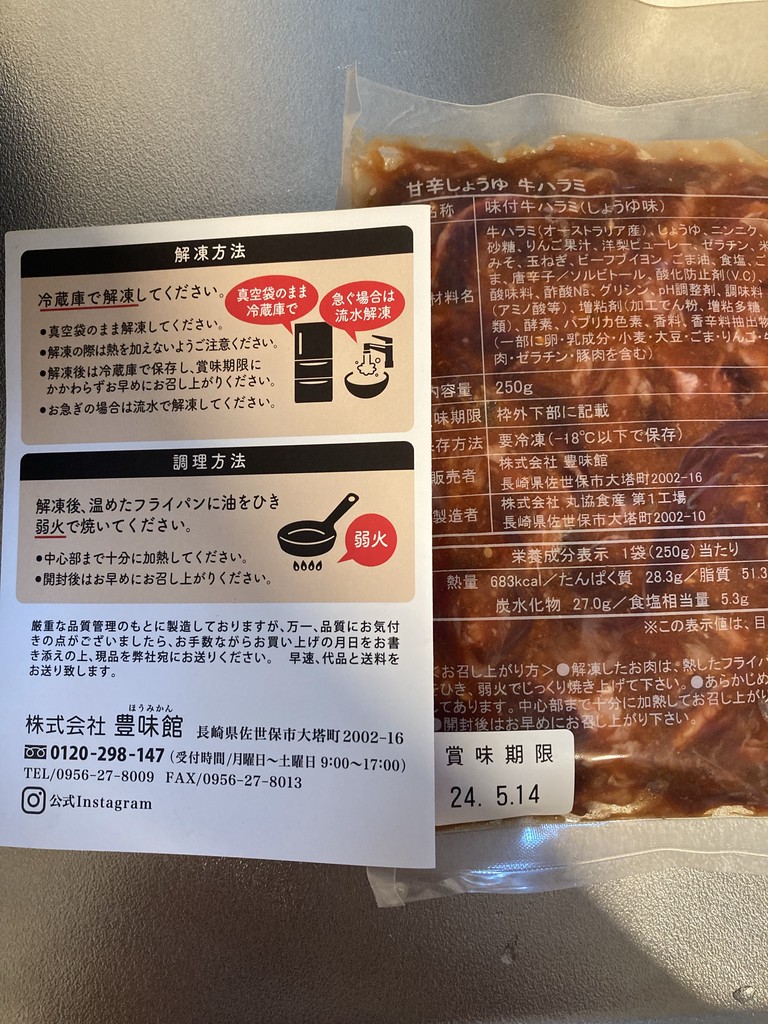 解凍方法
冷蔵庫で解凍してください。
真空袋のまま
冷蔵庫で
急ぐ場合は
流水解凍
●真空袋のまま解凍してください。
●解凍の際は熱を加えないようご注意ください。
●解凍後は冷蔵庫で保存し、賞味期限に
かかわらずお早めにお召し上がりください。
●お急ぎの場合は流水で解凍してください。
調理方法
解凍後、温めたフライパンに油をひき
弱火で焼いてください。
弱火
●中心部まで十分に加熱してください。
●開封後はお早めにお召し上がりください。
厳重な品質管理のもとに製造しておりますが、万一、品質にお気付
きの点がございましたら、お手数ながらお買い上げの月日をお書
き添えの上、現品を弊社宛にお送りください。 早速、代品と送料を
お送り致します。
ほうみかん
株式会社 豊味館 長崎県佐世保市大塔町2002-16
0120-298-147（受付時間/月曜日〜土曜日 9:00〜17:00）
TEL/0956-27-8009 FAX/0956-27-8013
公式Instagram
甘辛しょうゆ 牛ハラミ
名称 味付牛ハラミ（しょうゆ味）
牛ハラミ（オーストラリア産）、しょうゆ、ニンニク、
砂糖、りんご果汁、洋梨ピューレー、ゼラチン、米
みそ、玉ねぎ、ビーフブイヨン、ごま油、食塩、ご
ま、唐辛子／ソルビトール、酸化防止剤（V.C）、
材料名 酸味料、酢酸Na、グリシン、pH調整剤、調味料
（アミノ酸等）、増粘剤（加工でん粉、増粘多糖
類）、酵素、パプリカ色素、香料、香辛料抽出物
（一部に卵・乳成分・小麦・大豆・ごま・りんご・牛
肉・ゼラチン・豚肉を含む）
内容量 250g
味期限 枠外下部に記載
存方法 要冷凍（-18℃以下で保存）
販売者 株式会社 豊味館
長崎県佐世保市大塔町2002-16
製造者 株式会社 丸協食産 第1工場
長崎県佐世保市大塔町2002-10
栄養成分表示 1袋（250g）当たり
熱量 683kcal／たんぱく質 28.3g／脂質 51.3
炭水化物 27.0g／食塩相当量 5.3g
※この表示値は、目
くお召し上がり方＞●解凍したお肉は、熱したフライパ
をひき、弱火でじっくり焼き上げて下さい。●あらかじめ
してあります。中心部まで十分に加熱してお召し上がり
●開封後はお早めにお召し上がり下さい。
賞味期限
24. 5.14